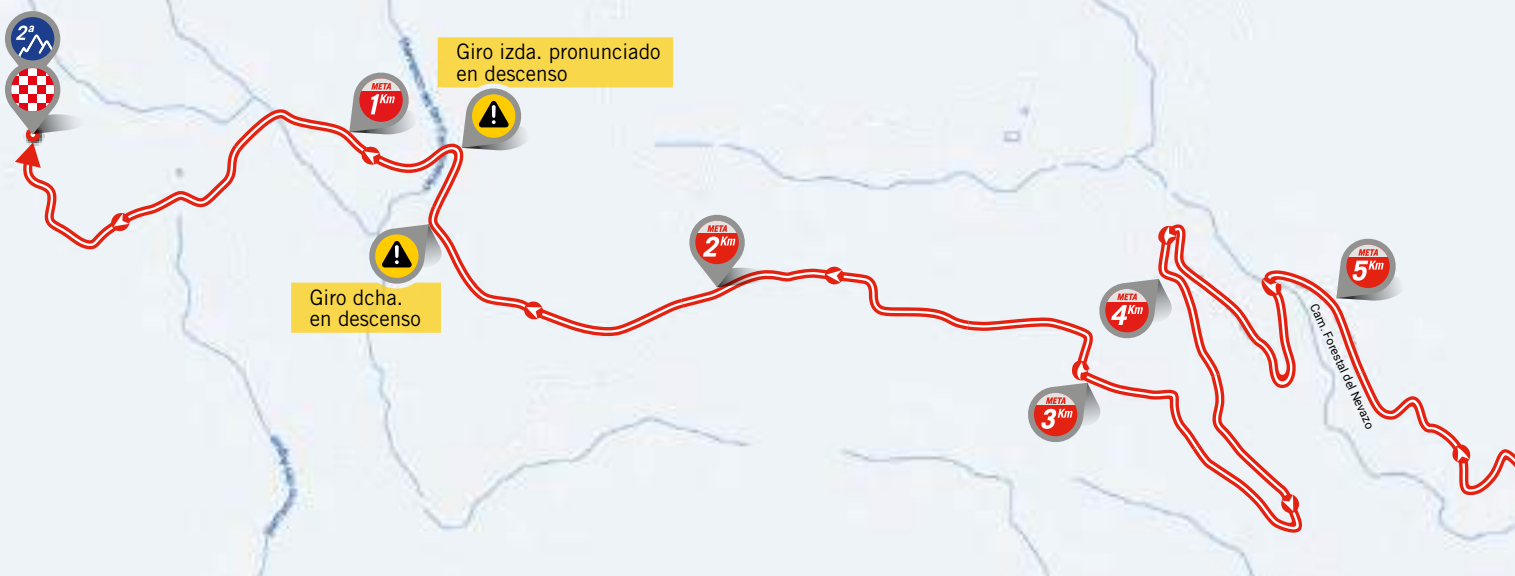 2ª
META
1Km
Giro izda. pronunciado
en descenso
Giro dcha.
en descenso
META
2Km
META
3Km
META
4Km
META
5Km
Cam. Forestal del Nevazo